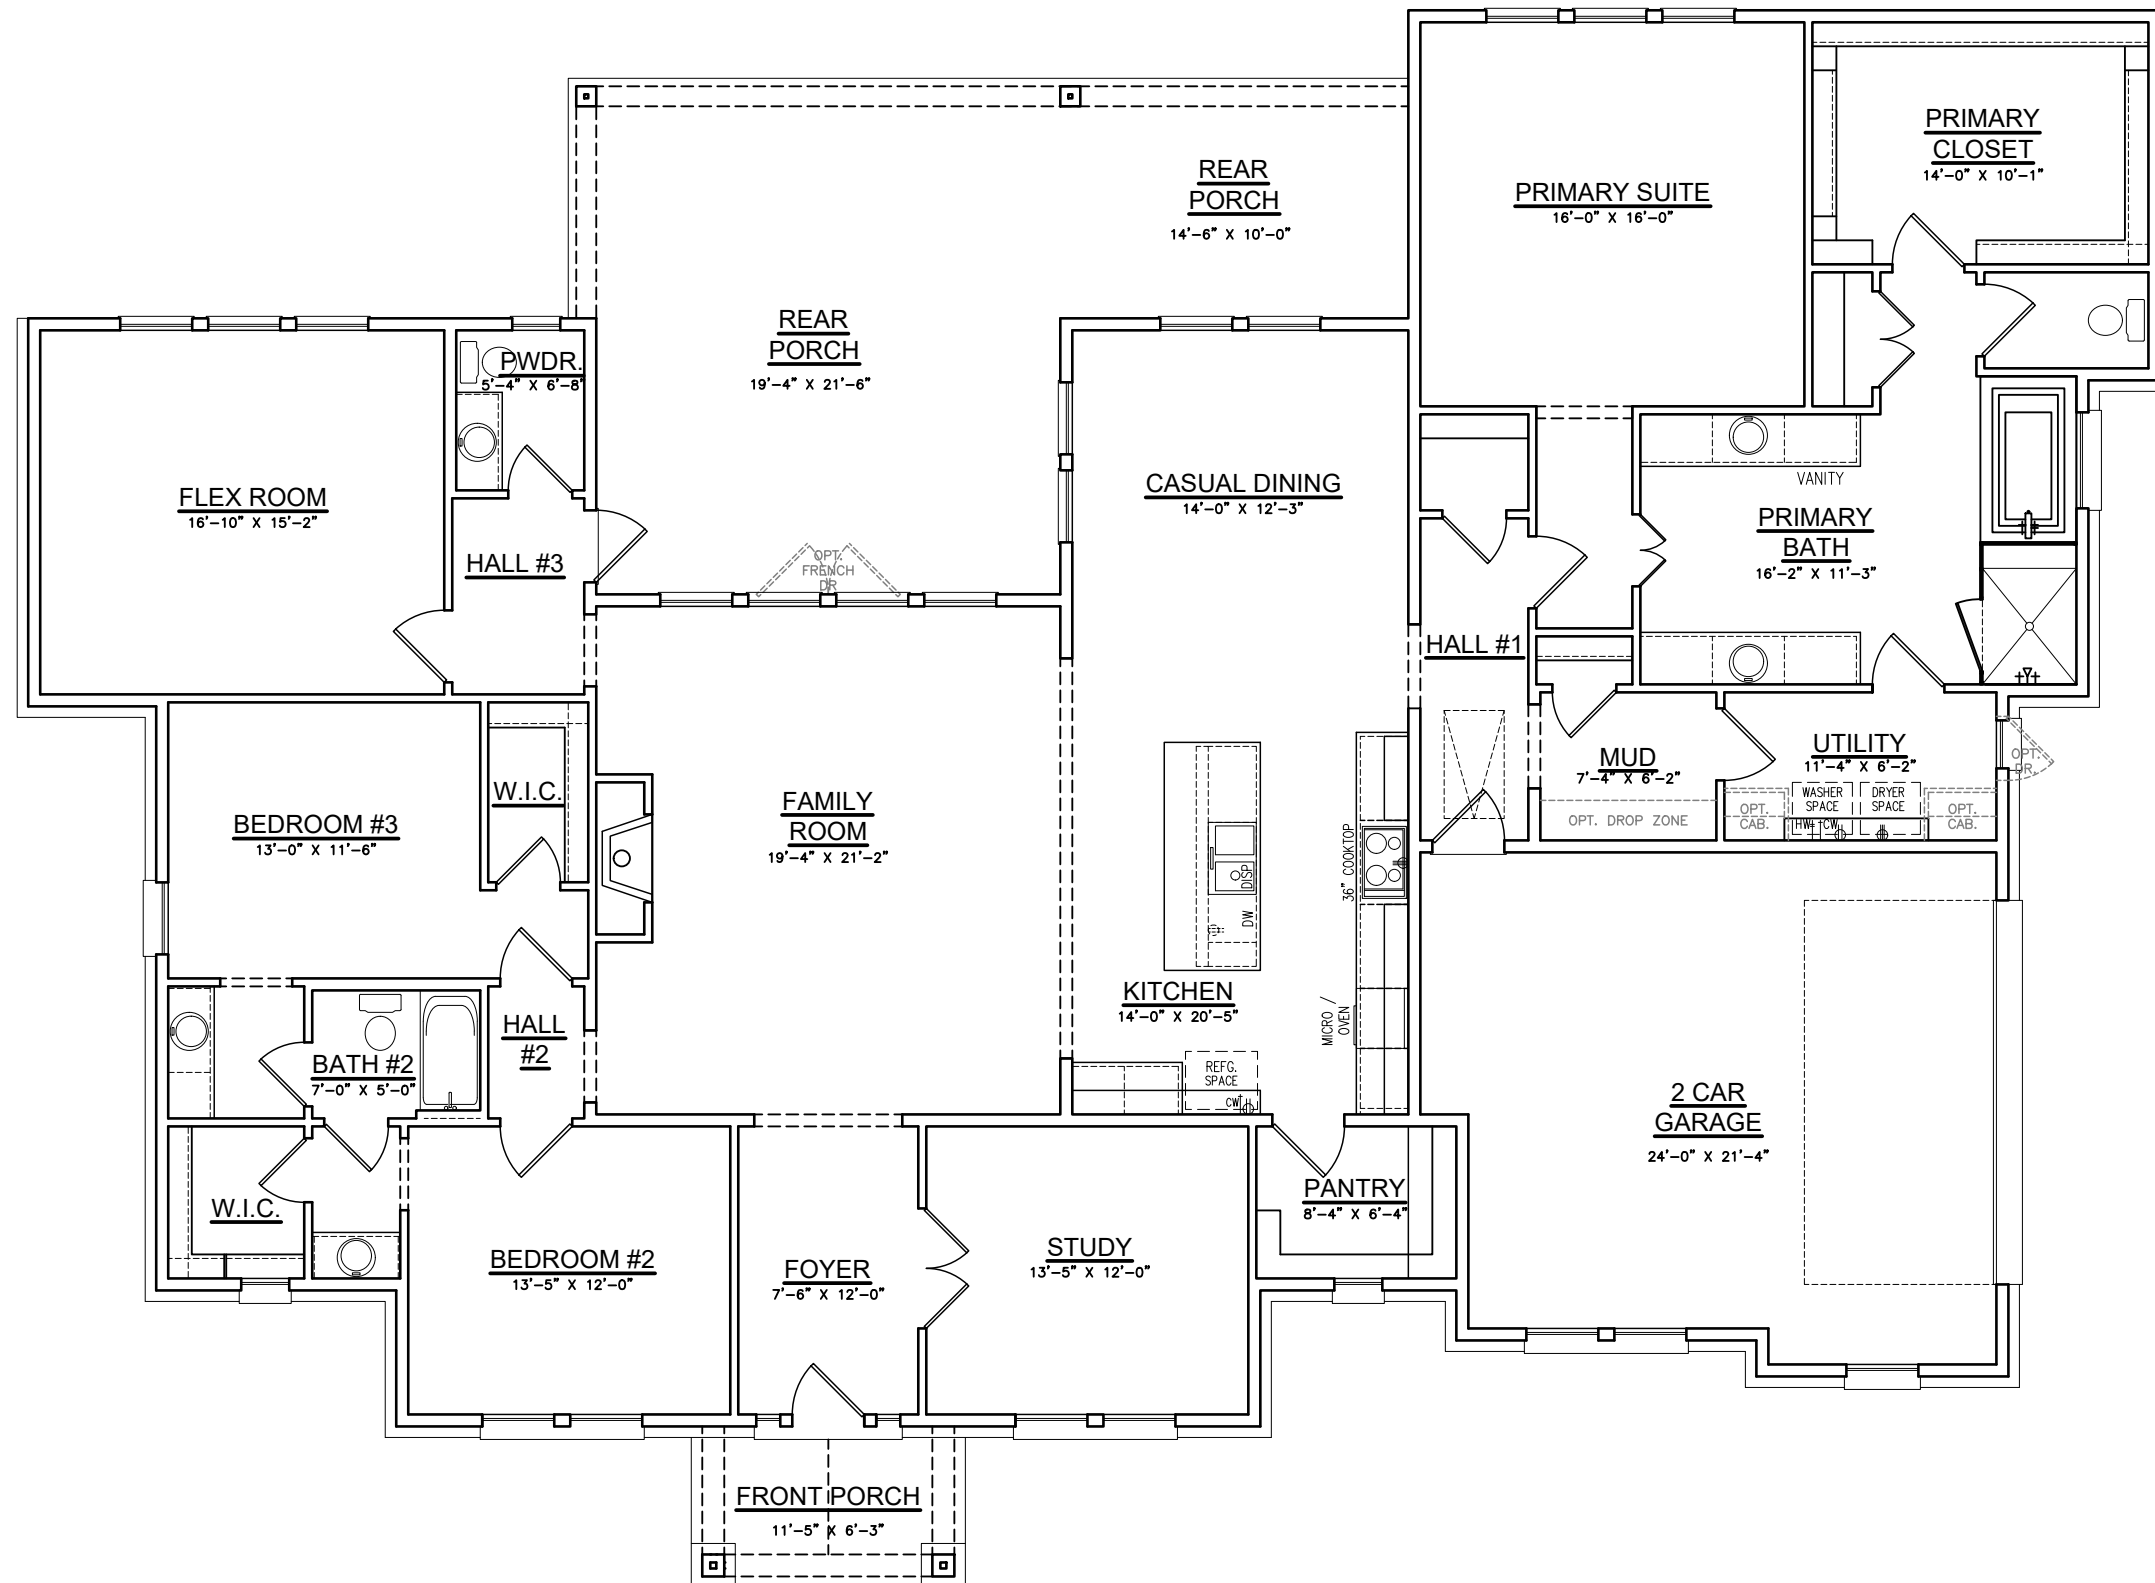 PRIMARY
CLOSET
14'-0" X 10'-1"
REAR
PORCH
14'-6" X 10'-0"
PRIMARY SUITE
16'-0" X 16'-0"
REAR
PORCH
19'-4" X 21'-6"
PWDR.
5'-4" X 6'-8"
FLEX ROOM
16'-10" X 15'-2"
CASUAL DINING
14'-0" X 12'-3"
VANITY
PRIMARY
BATH
16'-2" X 11'-3"
HALL #3
OPT.
FRENCH
DR
HALL #1
MUD
7'-4" X 6'-2"
UTILITY
11'-4" X 6'-2"
OPT.
DR.
W.I.C.
FAMILY
ROOM
19'-4" X 21'-2"
BEDROOM #3
13'-0" X 11'-6"
OPT. DROP ZONE
OPT.
CAB.
WASHER
SPACE
DRYER
SPACE
HW
CW
OPT.
CAB.
36" COOKTOP
DISP
DW
KITCHEN
14'-0" X 20'-5"
MICRO /
OVEN
HALL
#2
BATH #2
7'-0" X 5'-0"
REFG.
SPACE
CW
2 CAR
GARAGE
24'-0" X 21'-4"
W.I.C.
PANTRY
8'-4" X 6'-4"
BEDROOM #2
13'-5" X 12'-0"
FOYER
7'-6" X 12'-0"
STUDY
13'-5" X 12'-0"
FRONT PORCH
11'-5" X 6'-3"